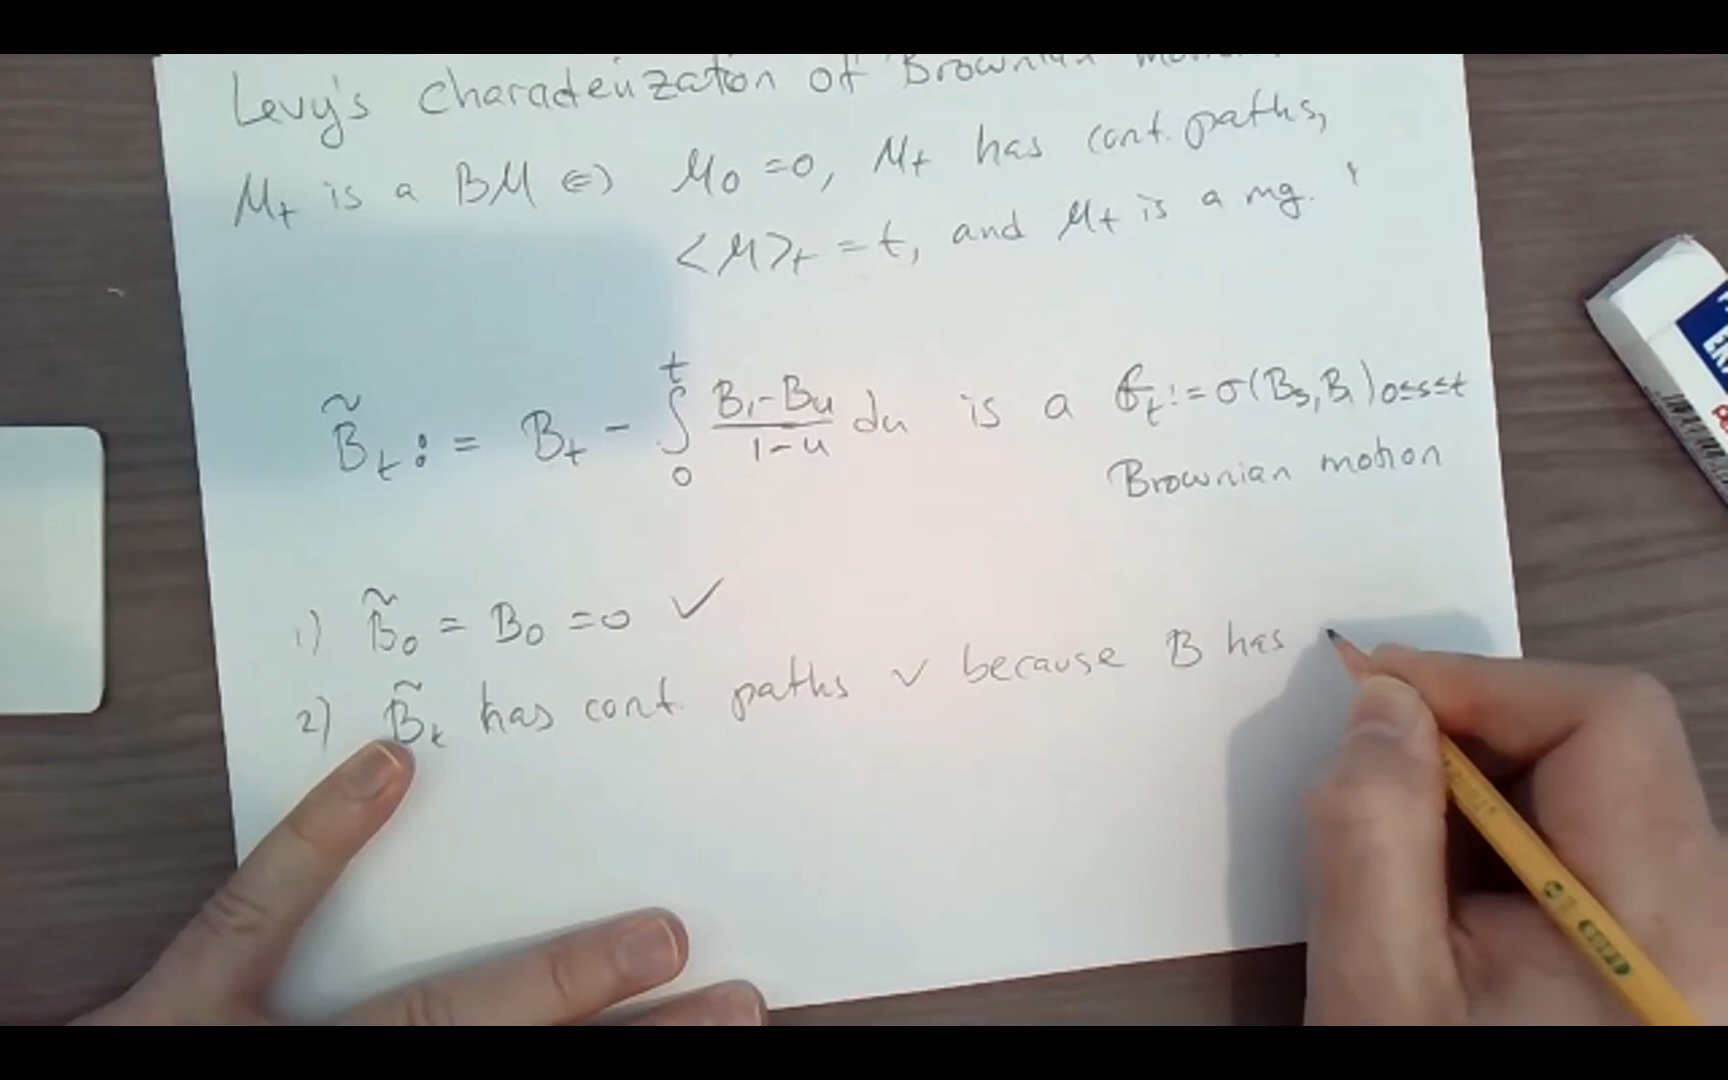 Levy's characterization of Brownian motion
M_t is a BM ⇔ M_0 = 0, M_t has cont. paths,
<M>_t = t, and M_t is a mg.
B̃_t := B_t - ∫_0^t (B_1 - B_u)/(1 - u) du is a G_t := σ(B_s, B_1)_{0≤s≤t}
Brownian motion
1) B̃_0 = B_0 = 0 ✓
2) B̃_t has cont. paths ✓ because B has